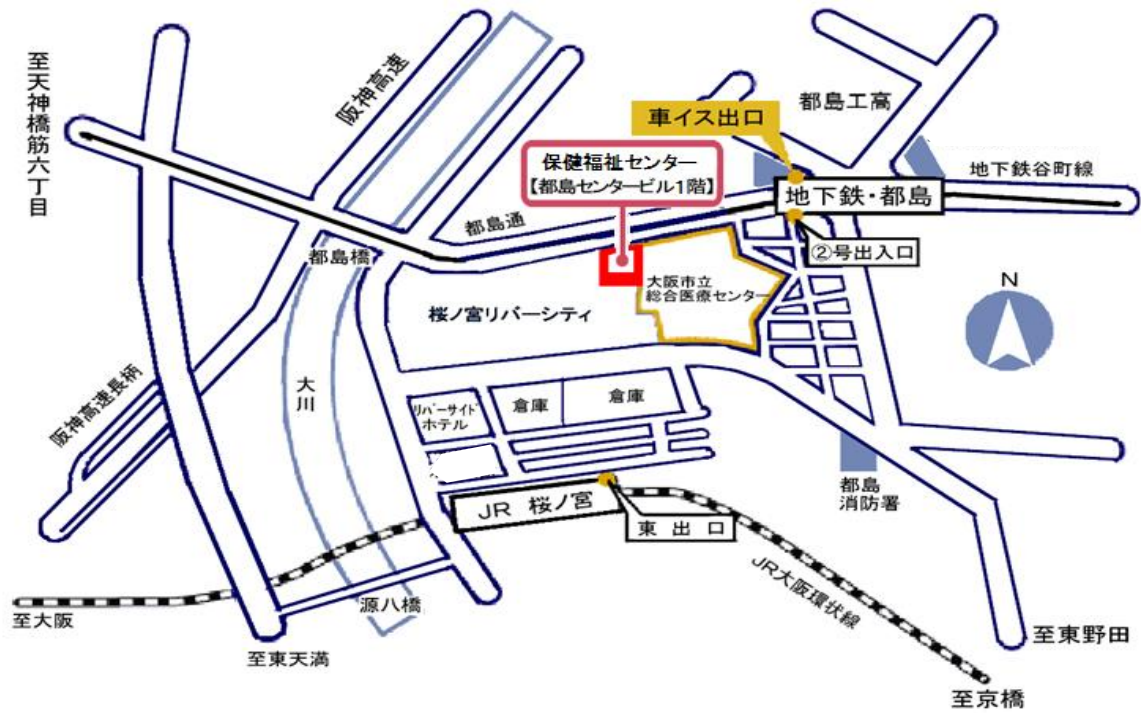 至天神橋筋六丁目
阪神高速
都島工高
車イス出口
保健福祉センター
【都島センタービル1階】
地下鉄谷町線
地下鉄・都島
都島通
②号出入口
都島橋
大阪市立
総合医療センター
N
桜ノ宮リバーシティ
大川
阪神高速長柄
リバーサイド
ホテル
倉庫
倉庫
都島
消防署
JR 桜ノ宮
東出口
JR大阪環状線
源八橋
至大阪
至東天満
至東野田
至京橋